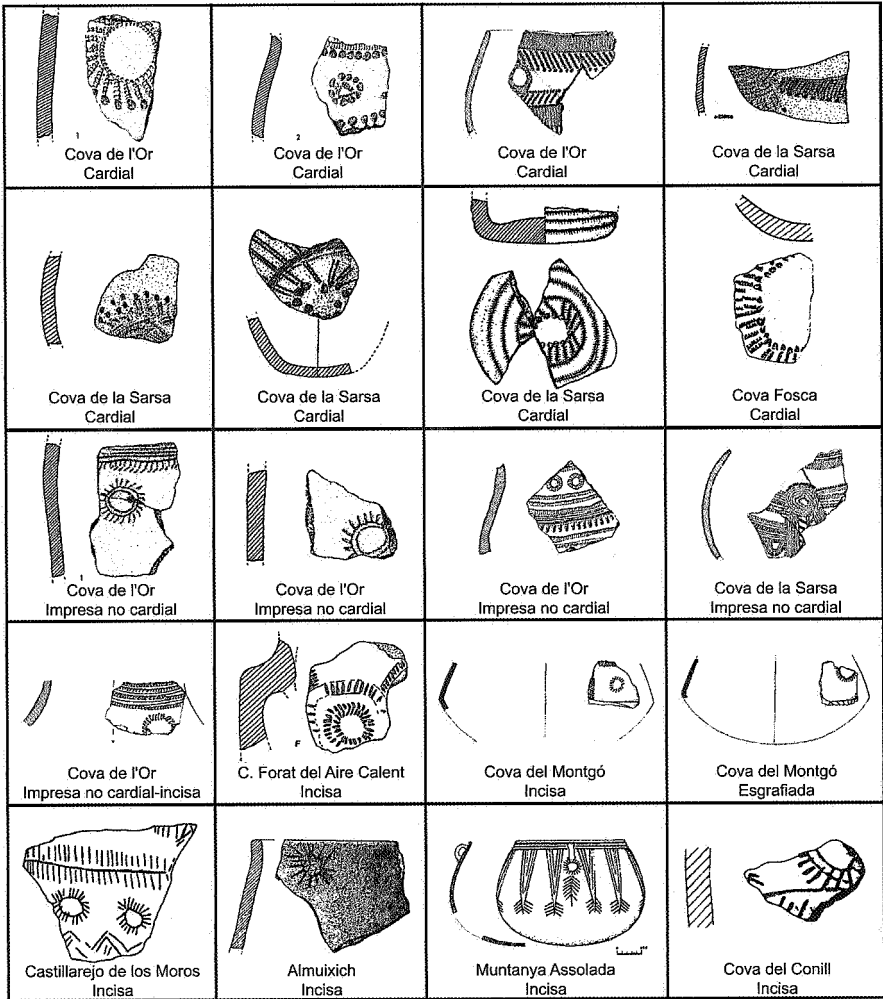 1
Cova de l'Or
Cardial
2
Cova de l'Or
Cardial
Cova de l'Or
Cardial
Cova de la Sarsa
Cardial
Cova de la Sarsa
Cardial
Cova de la Sarsa
Cardial
Cova de la Sarsa
Cardial
Cova Fosca
Cardial
1
Cova de l'Or
Impresa no cardial
Cova de l'Or
Impresa no cardial
Cova de l'Or
Impresa no cardial
Cova de la Sarsa
Impresa no cardial
Cova de l'Or
Impresa no cardial-incisa
F
C. Forat del Aire Calent
Incisa
Cova del Montgó
Incisa
Cova del Montgó
Esgrafiada
Castillarejo de los Moros
Incisa
Almuixich
Incisa
Muntanya Assolada
Incisa
Cova del Conill
Incisa